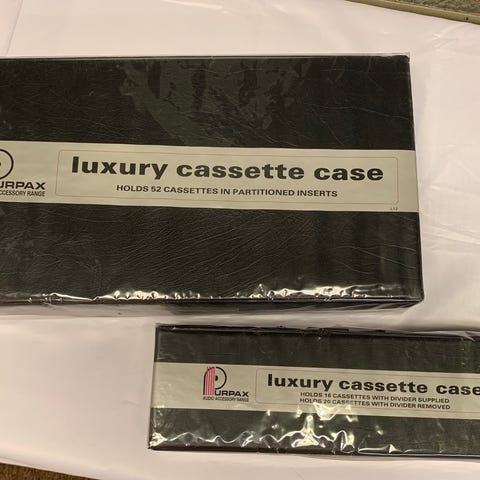 luxury cassette case
HOLDS 52 CASSETTES IN PARTITIONED INSERTS
URPAX
ACCESSORY RANGE
PURPAX
AUDIO ACCESSORY RANGE
luxury cassette case
HOLDS 16 CASSETTES WITH DIVIDER SUPPLIED
HOLDS 20 CASSETTES WITH DIVIDER REMOVED